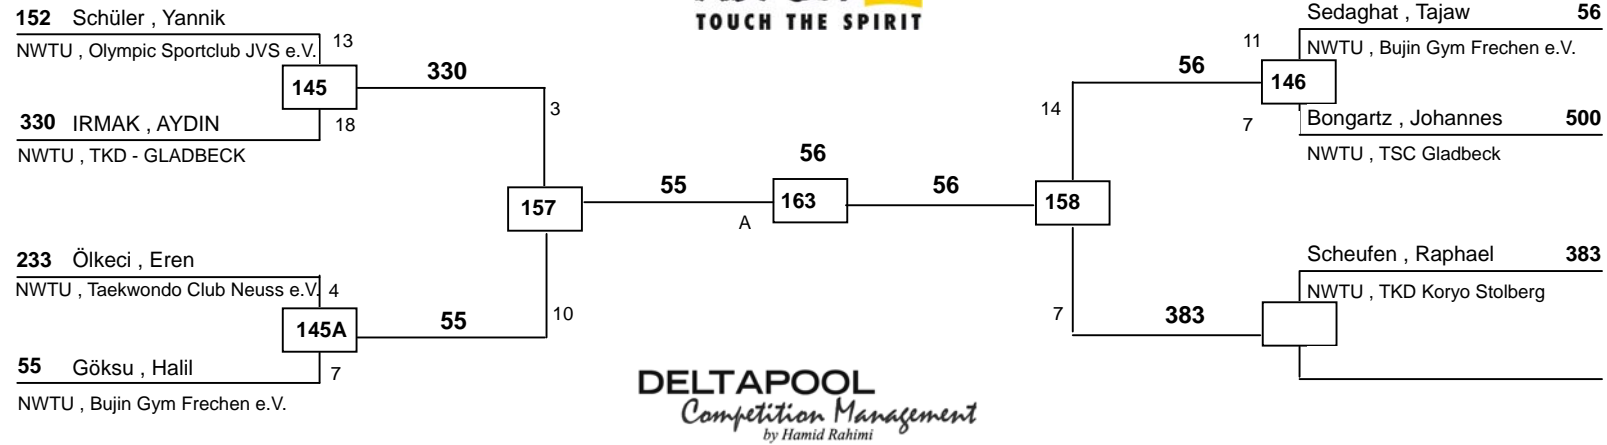 TOUCH THE SPIRIT
152 Schüler , Yannik
13
NWTU , Olympic Sportclub JVS e.V.
145
330
330 IRMAK , AYDIN
18
NWTU , TKD - GLADBECK
3
157
55
A
233 Ölkeci , Eren
NWTU , Taekwondo Club Neuss e.V.
4
145A
55
10
55 Göksu , Halil
7
NWTU , Bujin Gym Frechen e.V.
56
163
56
158
Sedaghat , Tajaw 56
11
NWTU , Bujin Gym Frechen e.V.
56
146
14
7
Bongartz , Johannes 500
NWTU , TSC Gladbeck
Scheufen , Raphael 383
NWTU , TKD Koryo Stolberg
7
383
DELTAPOOL
Competition Management
by Hamid Rahimi